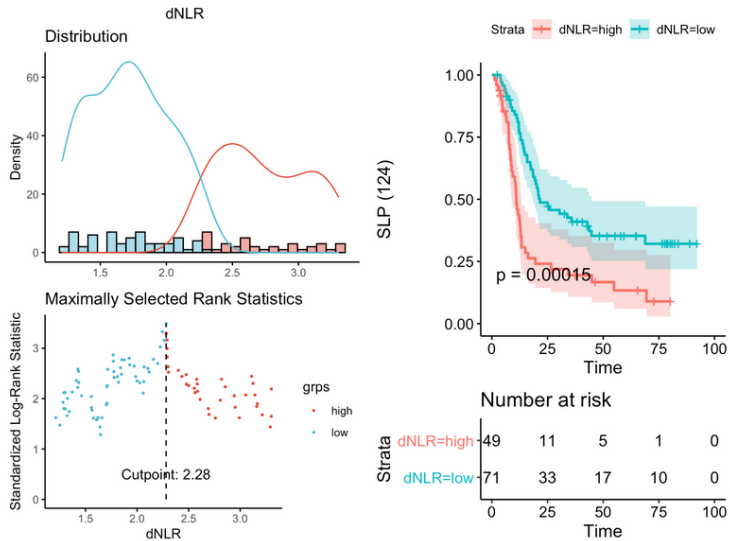 dNLR
Distribution
Density
60
40
20
0
1.5 2.0 2.5 3.0
Maximally Selected Rank Statistics
Standardized Log-Rank Statistic
3
2
1
0
Cutpoint: 2.28
1.5 2.0 2.5 3.0
dNLR
grps
high
low
Strata dNLR=high dNLR=low
SLP (124)
1.00
0.75
0.50
0.25
0.00
p = 0.00015
0 25 50 75 100
Time
Number at risk
Strata
dNLR=high 49 11 5 1 0
dNLR=low 71 33 17 10 0
0 25 50 75 100
Time